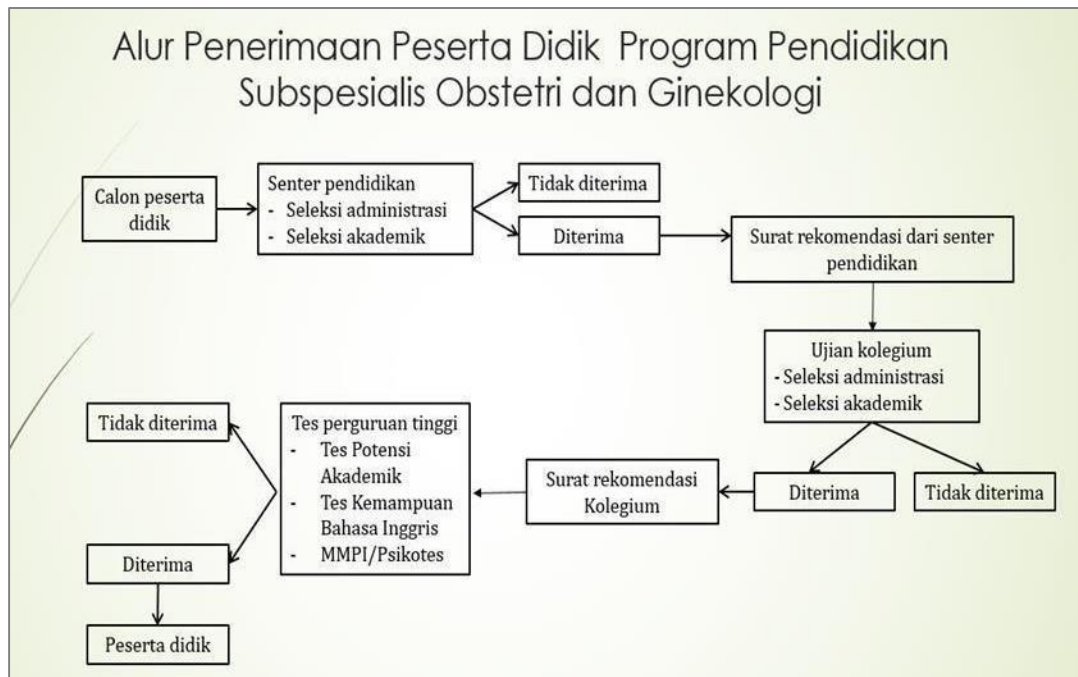 Alur Penerimaan Peserta Didik Program Pendidikan
Subspesialis Obstetri dan Ginekologi
Calon peserta
didik
Senter pendidikan
- Seleksi administrasi
- Seleksi akademik
Tidak diterima
Diterima
Surat rekomendasi dari senter
pendidikan
Ujian kolegium
- Seleksi administrasi
- Seleksi akademik
Diterima
Tidak diterima
Surat rekomendasi
Kolegium
Tes perguruan tinggi
- Tes Potensi
Akademik
- Tes Kemampuan
Bahasa Inggris
- MMPI/Psikotes
Tidak diterima
Diterima
Peserta didik